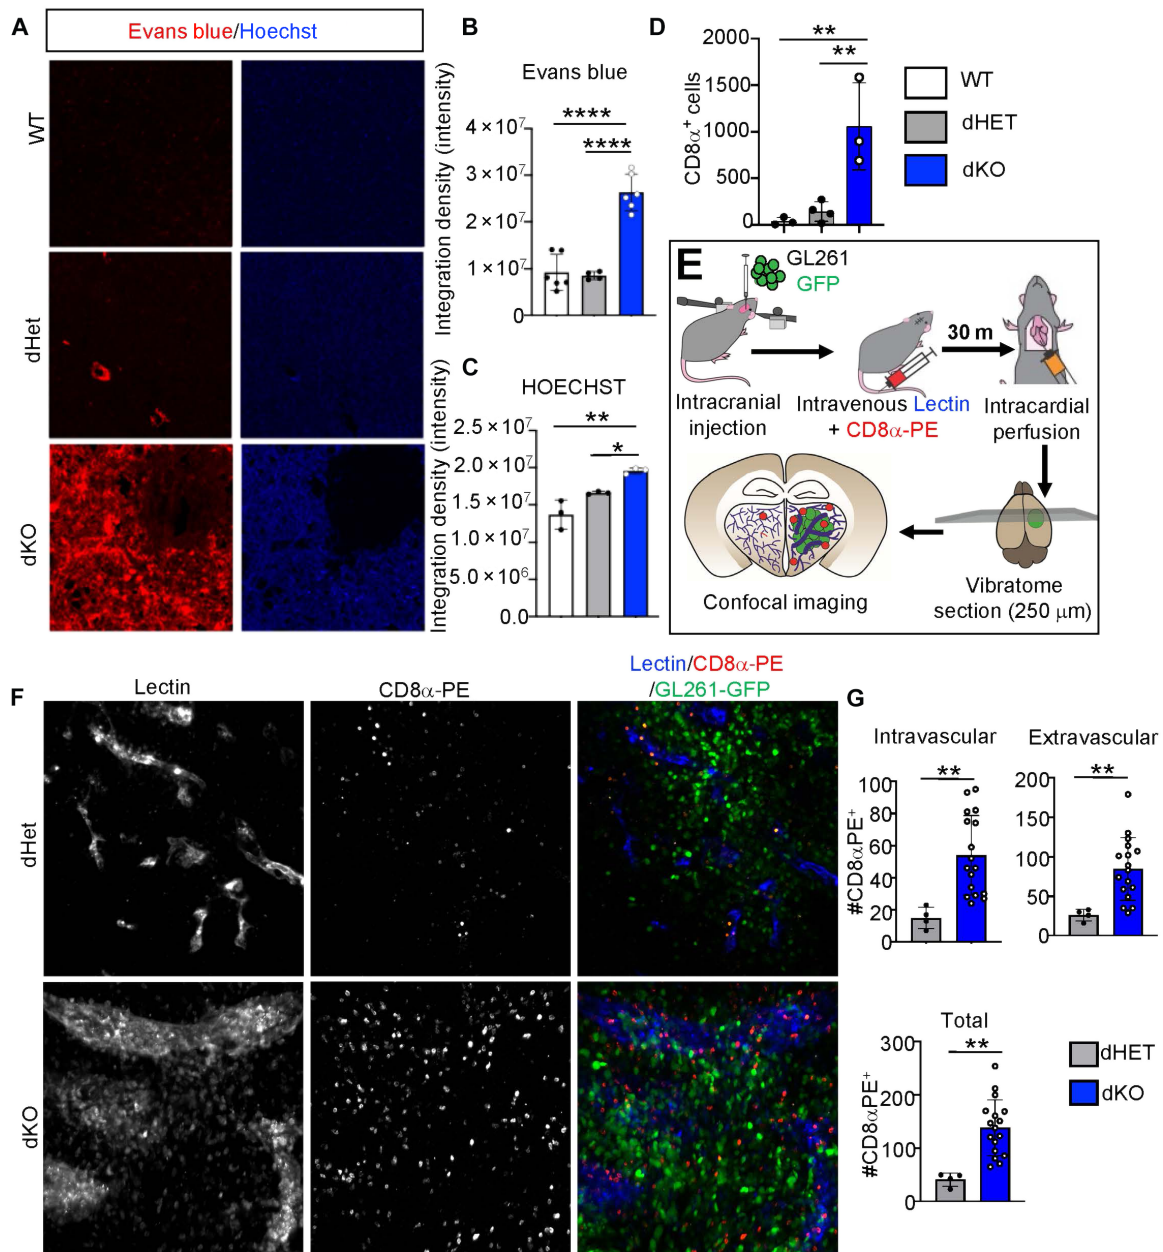 A
Evans blue/Hoechst
WT
dHet
dKO
B
Evans blue
Integration density (intensity)
****
****
4×10⁷
3×10⁷
2×10⁷
1×10⁷
0
C
HOECHST
Integration density (intensity)
**
*
2.5×10⁷
2.0×10⁷
1.5×10⁷
1.0×10⁷
5.0×10⁶
0.0
D
CD8α⁺ cells
**
**
2000
1500
1000
500
0
WT
dHET
dKO
E
GL261
GFP
30 m
Intracranial
injection
Intravenous Lectin
+ CD8α-PE
Intracardial
perfusion
Confocal imaging
Vibratome
section (250 μm)
F
Lectin
CD8α-PE
Lectin/CD8α-PE
/GL261-GFP
dHet
dKO
G
Intravascular
**
#CD8αPE⁺
100
80
60
40
20
0
Extravascular
**
200
150
100
50
0
Total
**
#CD8αPE⁺
300
200
100
0
dHET
dKO